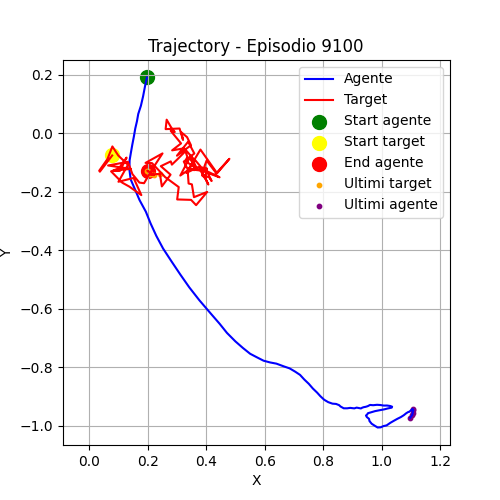 Trajectory - Episodio 9100
Agente
Target
Start agente
Start target
End agente
Ultimi target
Ultimi agente
Y
0.2
0.0
−0.2
−0.4
−0.6
−0.8
−1.0
0.0 0.2 0.4 0.6 0.8 1.0 1.2
X